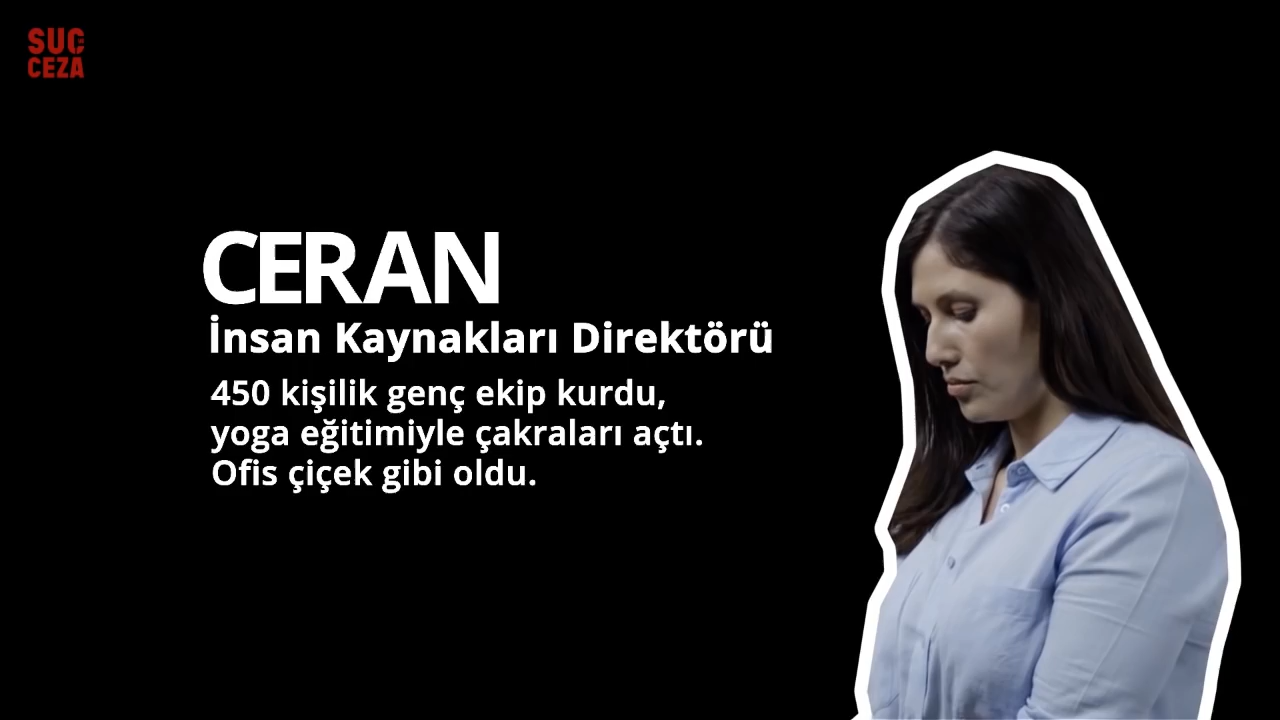 SUÇ
CEZA
CERAN
İnsan Kaynakları Direktörü
450 kişilik genç ekip kurdu,
yoga eğitimiyle çakraları açtı.
Ofis çiçek gibi oldu.